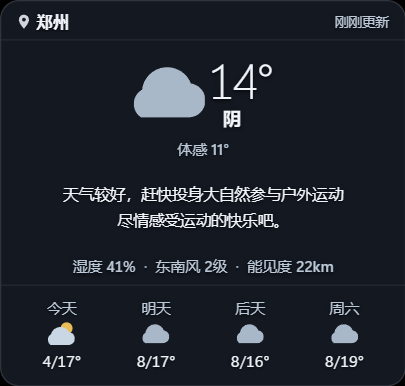 郑州 刚刚更新
14°
阴
体感 11°
天气较好，赶快投身大自然参与户外运动
尽情感受运动的快乐吧。
湿度 41% · 东南风 2级 · 能见度 22km
今天 明天 后天 周六
4/17° 8/17° 8/16° 8/19°